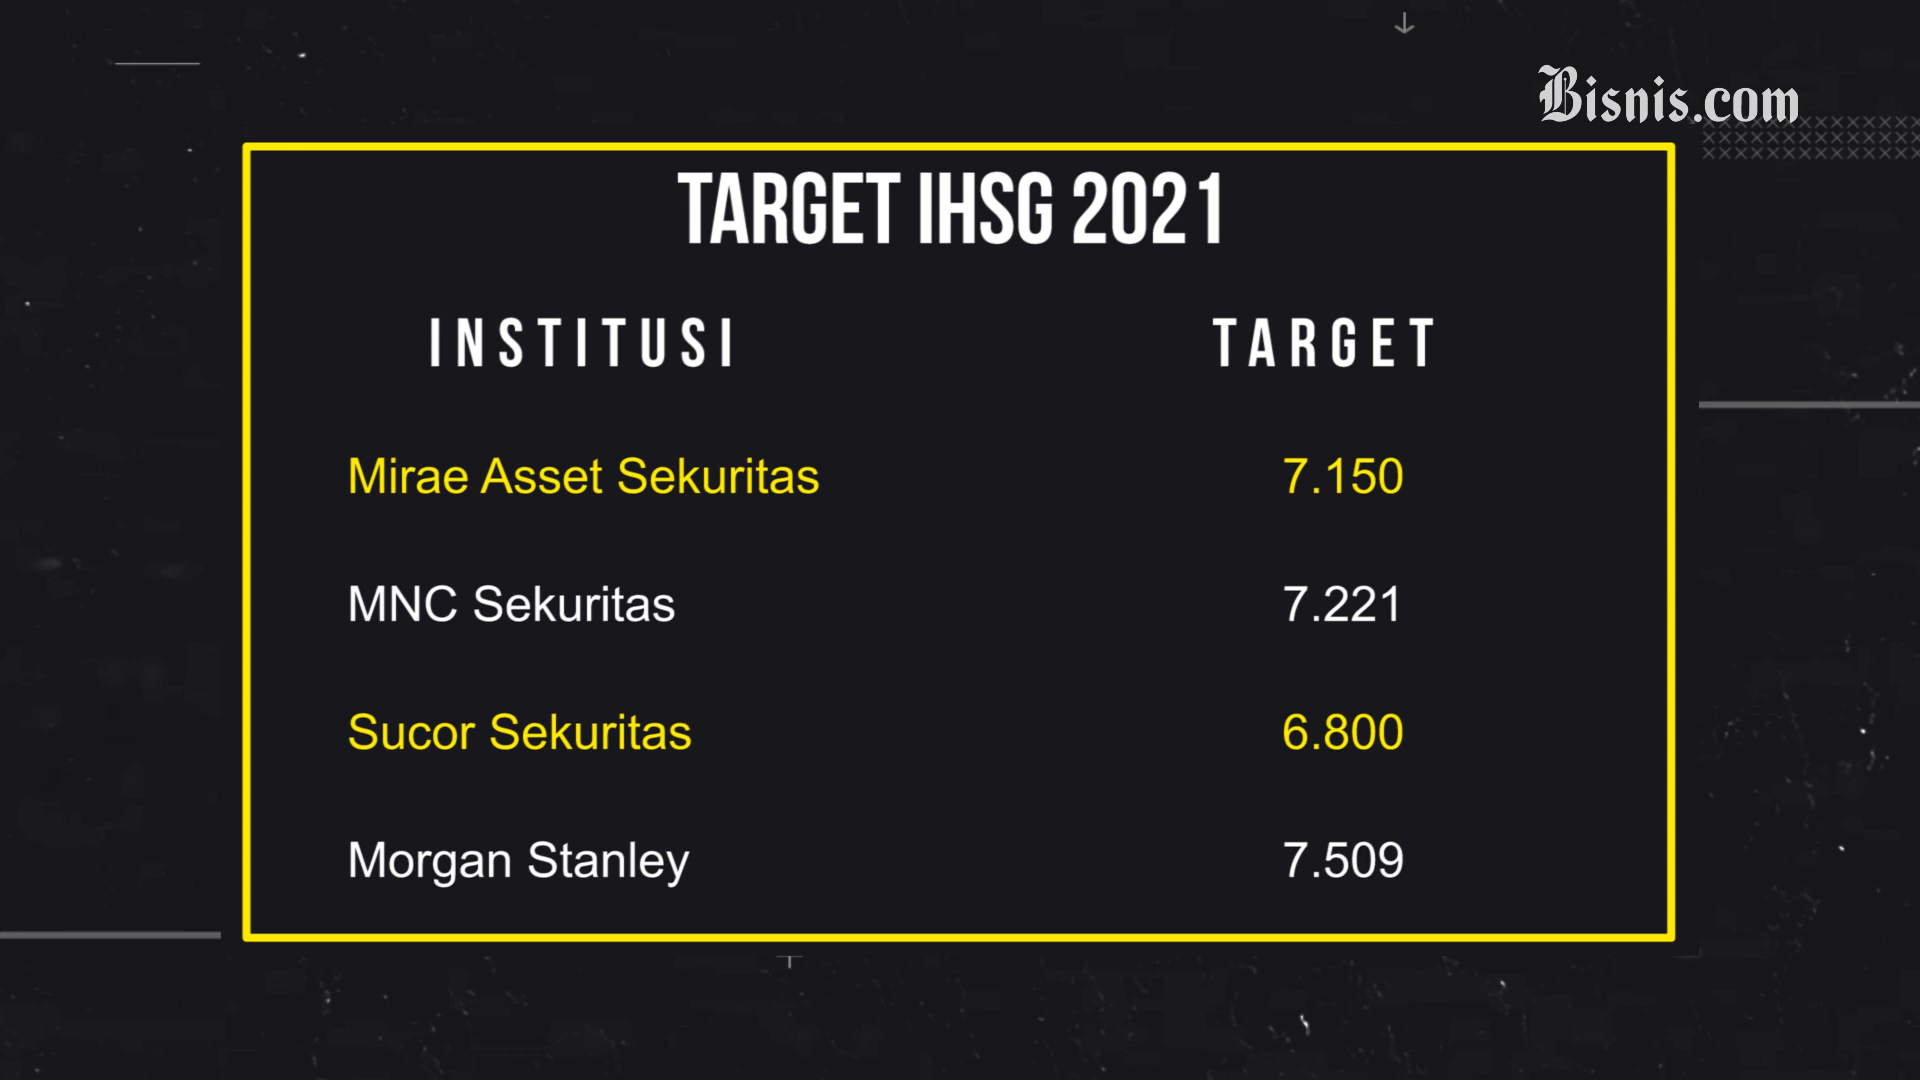 Bisnis.com
TARGET IHSG 2021
INSTITUSI TARGET
Mirae Asset Sekuritas 7.150
MNC Sekuritas 7.221
Sucor Sekuritas 6.800
Morgan Stanley 7.509